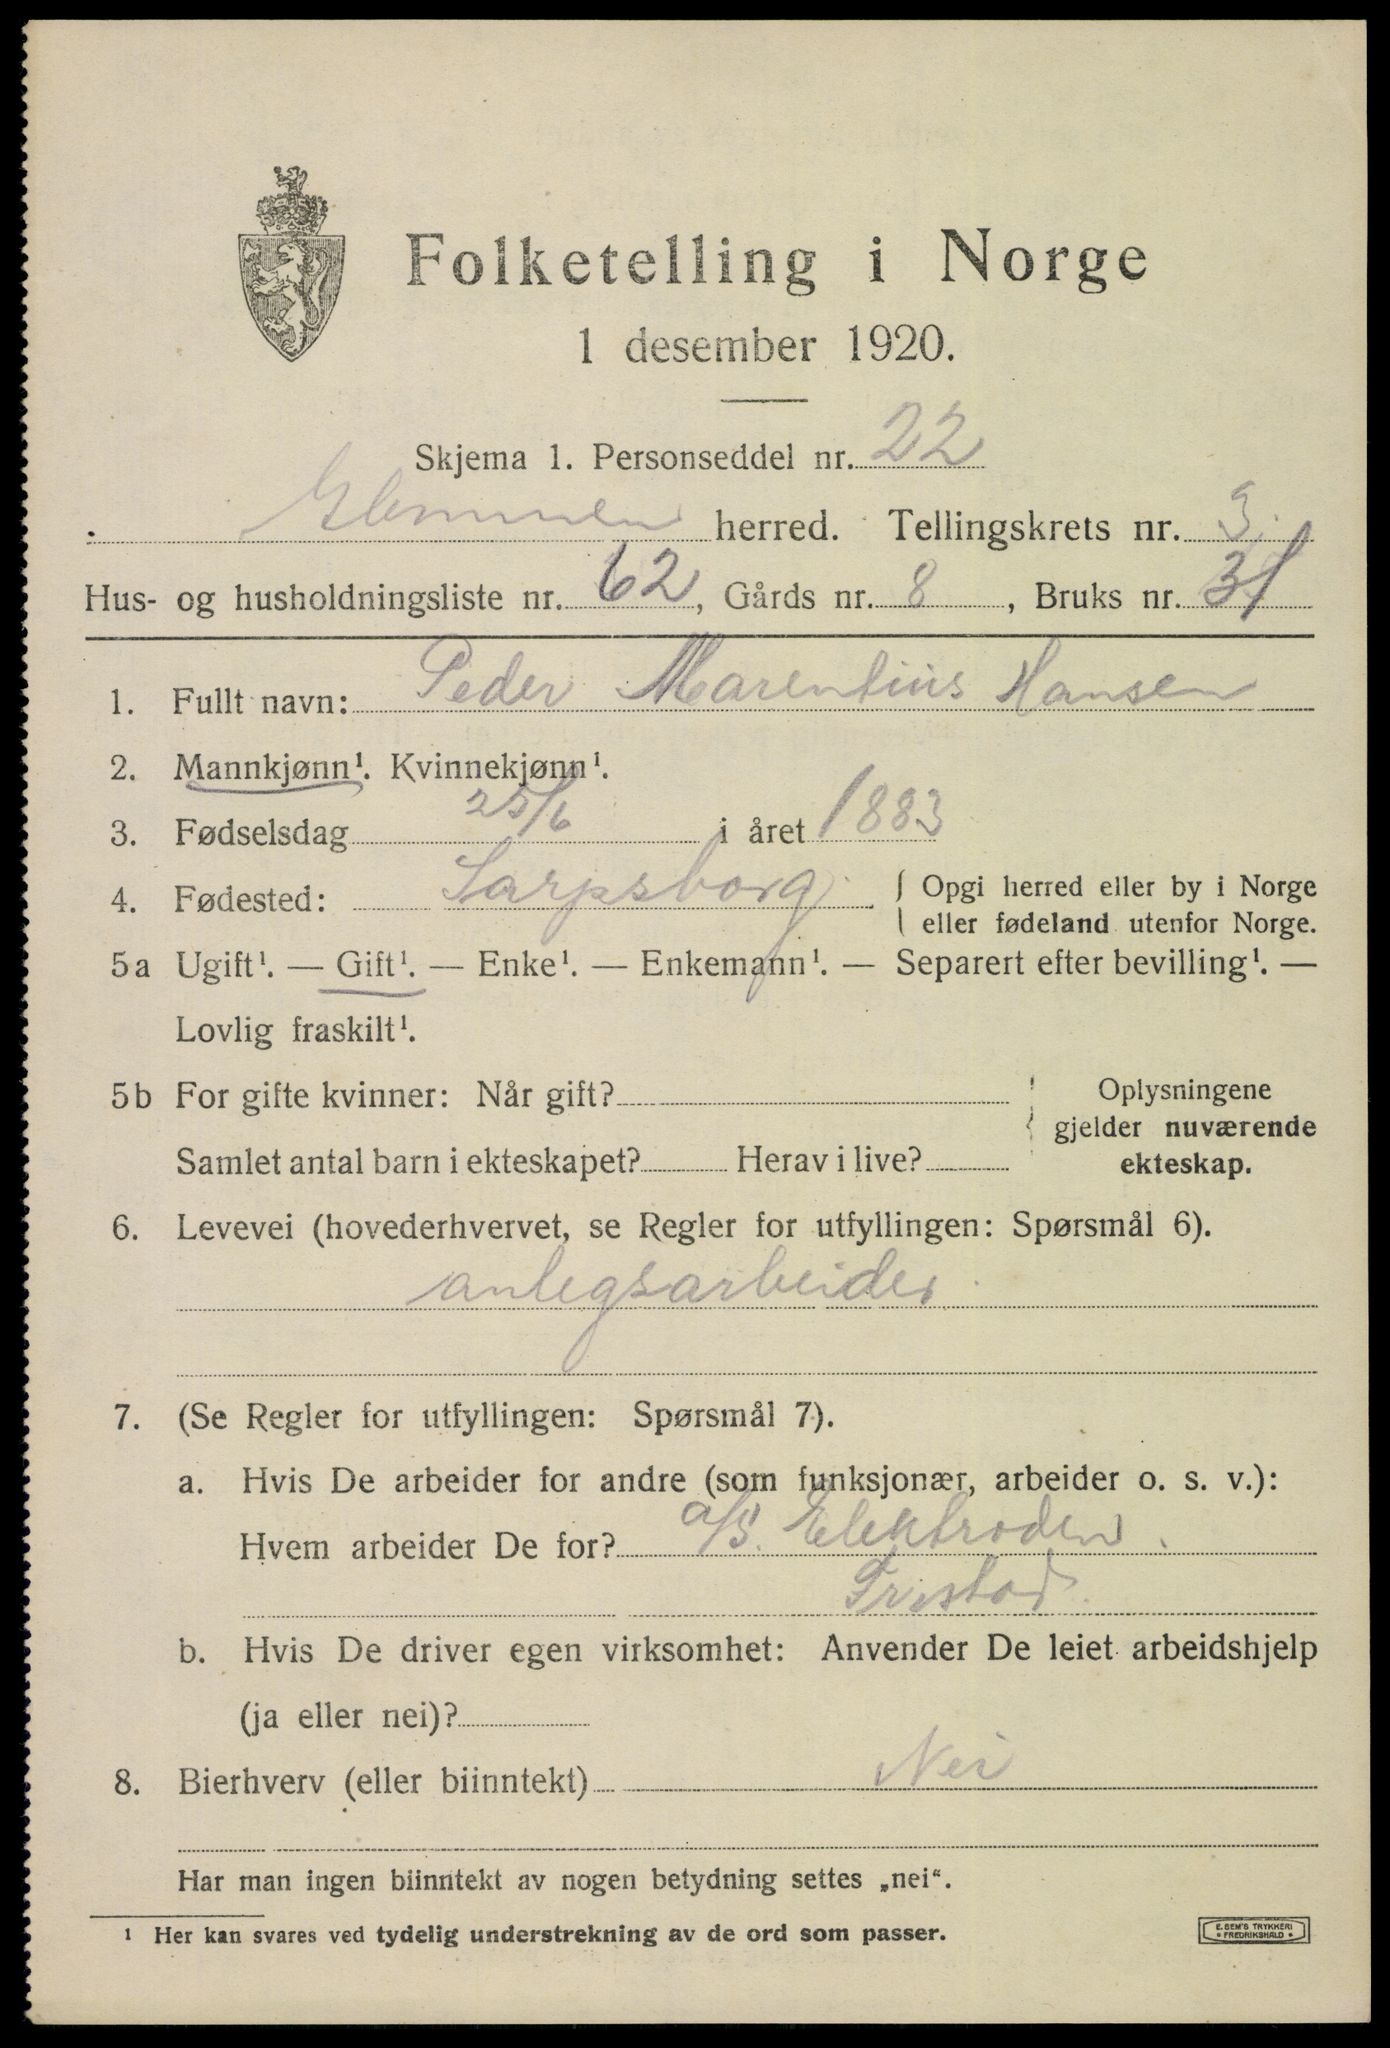 Folketelling i Norge
1 desember 1920.
Skjema 1. Personseddel nr. 22
Glemmen herred. Tellingskrets nr. 3.
Hus- og husholdningsliste nr. 62, Gårds nr. 8, Bruks nr. 31
1. Fullt navn: Peder Marentius Hansen
2. Mannkjønn¹. Kvinnekjønn¹.
3. Fødselsdag 25/6 i året 1883
4. Fødested: Sarpsborg. { Opgi herred eller by i Norge
eller fødeland utenfor Norge.
5a Ugift¹. — Gift¹. — Enke¹. — Enkemann¹. — Separert efter bevilling¹. —
Lovlig fraskilt¹.
5b For gifte kvinner: Når gift?
Samlet antal barn i ekteskapet? Herav i live?
Oplysningene
gjelder nuværende
ekteskap.
6. Levevei (hovederhvervet, se Regler for utfyllingen: Spørsmål 6).
anlegsarbeider
7. (Se Regler for utfyllingen: Spørsmål 7).
a. Hvis De arbeider for andre (som funksjonær, arbeider o. s. v.):
Hvem arbeider De for? a/s. Elektroden.
b. Hvis De driver egen virksomhet: Anvender De leiet arbeidshjelp
(ja eller nei)?
8. Bierhverv (eller biinntekt) Nei
Har man ingen biinntekt av nogen betydning settes „nei“.
¹ Her kan svares ved tydelig understrekning av de ord som passer.
E. SEM'S TRYKKERI
• FREDRIKSHALD •